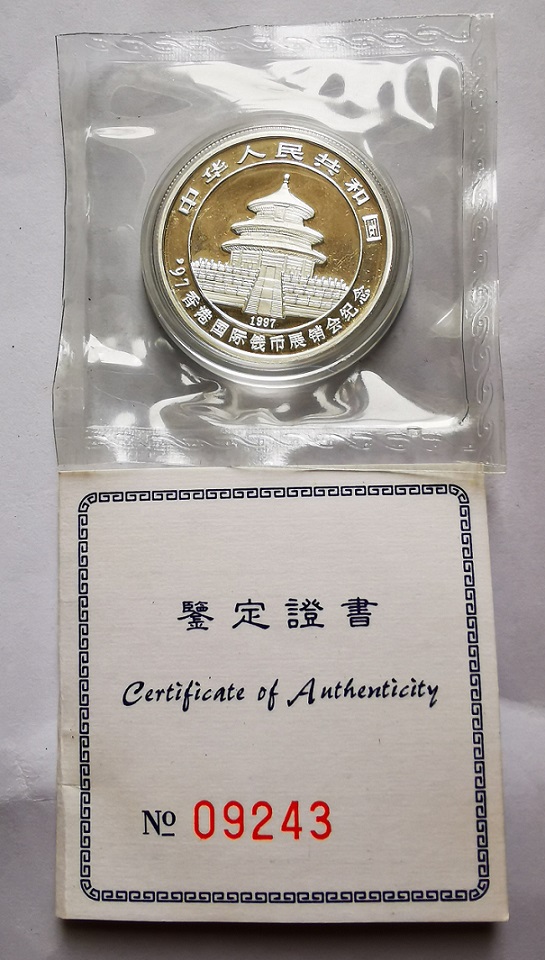 中华人民共和国
1997
'97香港国际钱币展销会纪念
鑒定證書
Certificate of Authenticity
№ 09243